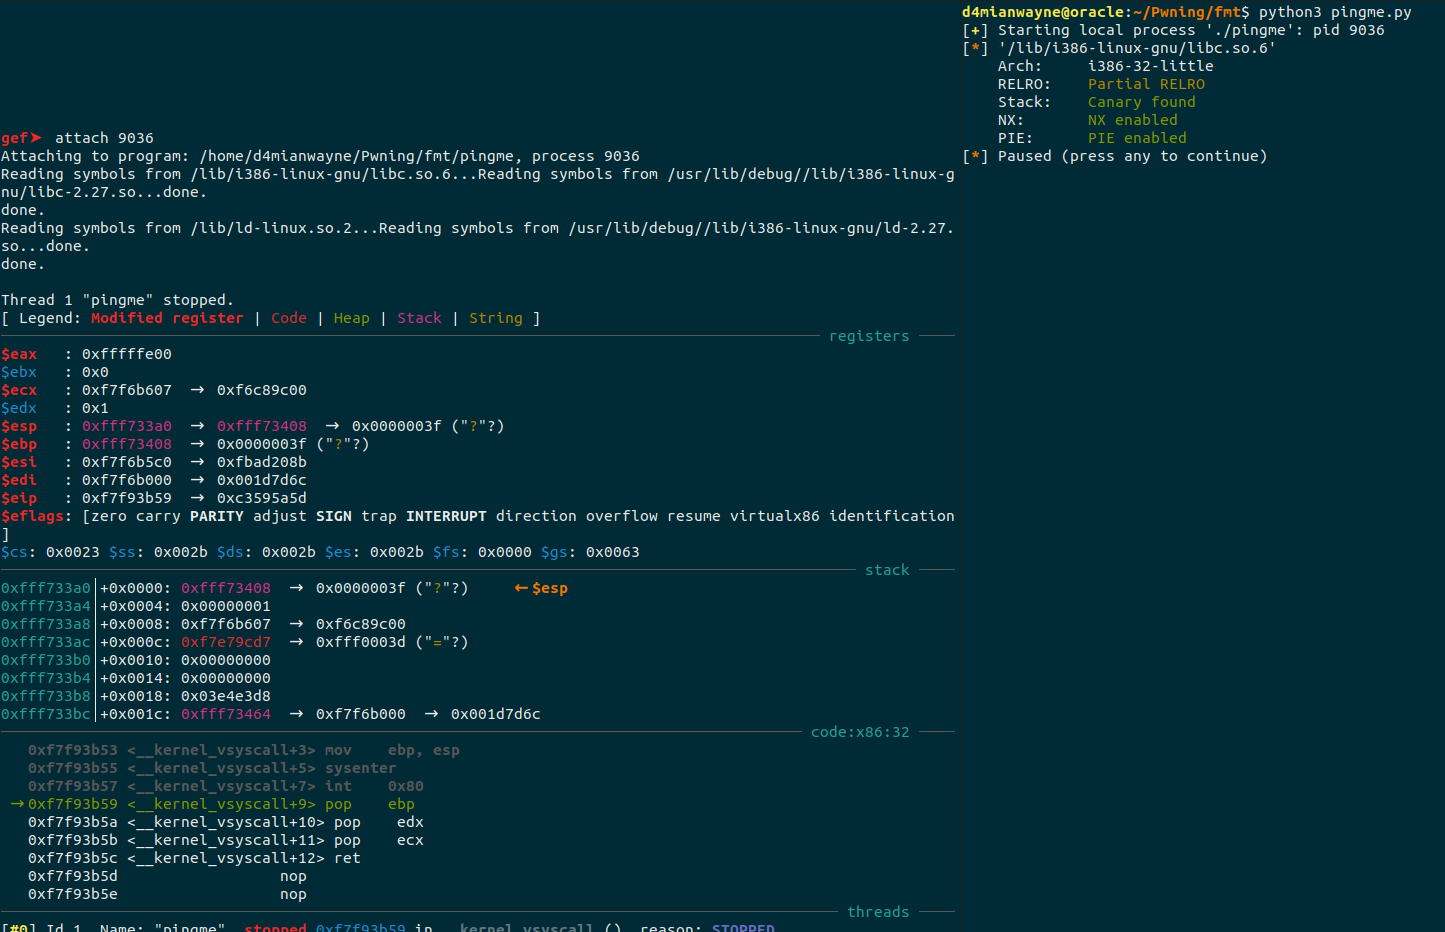 gef➤  attach 9036
Attaching to program: /home/d4mianwayne/Pwning/fmt/pingme, process 9036
Reading symbols from /lib/i386-linux-gnu/libc.so.6...Reading symbols from /usr/lib/debug//lib/i386-linux-g
nu/libc-2.27.so...done.
done.
Reading symbols from /lib/ld-linux.so.2...Reading symbols from /usr/lib/debug//lib/i386-linux-gnu/ld-2.27.
so...done.
done.

Thread 1 "pingme" stopped.
[ Legend: Modified register | Code | Heap | Stack | String ]
registers
$eax   : 0xfffffe00
$ebx   : 0x0
$ecx   : 0xf7f6b607  →  0xf6c89c00
$edx   : 0x1
$esp   : 0xfff733a0  →  0xfff73408  →  0x0000003f ("?"?)
$ebp   : 0xfff73408  →  0x0000003f ("?"?)
$esi   : 0xf7f6b5c0  →  0xfbad208b
$edi   : 0xf7f6b000  →  0x001d7d6c
$eip   : 0xf7f93b59  →  0xc3595a5d
$eflags: [zero carry PARITY adjust SIGN trap INTERRUPT direction overflow resume virtualx86 identification
]
$cs: 0x0023 $ss: 0x002b $ds: 0x002b $es: 0x002b $fs: 0x0000 $gs: 0x0063
stack
0xfff733a0│+0x0000: 0xfff73408  →  0x0000003f ("?"?)     ←$esp
0xfff733a4│+0x0004: 0x00000001
0xfff733a8│+0x0008: 0xf7f6b607  →  0xf6c89c00
0xfff733ac│+0x000c: 0xf7e79cd7  →  0xfff0003d ("="?)
0xfff733b0│+0x0010: 0x00000000
0xfff733b4│+0x0014: 0x00000000
0xfff733b8│+0x0018: 0x03e4e3d8
0xfff733bc│+0x001c: 0xfff73464  →  0xf7f6b000  →  0x001d7d6c
code:x86:32
0xf7f93b53 <__kernel_vsyscall+3> mov    ebp, esp
0xf7f93b55 <__kernel_vsyscall+5> sysenter
0xf7f93b57 <__kernel_vsyscall+7> int    0x80
→0xf7f93b59 <__kernel_vsyscall+9> pop    ebp
0xf7f93b5a <__kernel_vsyscall+10> pop    edx
0xf7f93b5b <__kernel_vsyscall+11> pop    ecx
0xf7f93b5c <__kernel_vsyscall+12> ret
0xf7f93b5d                  nop
0xf7f93b5e                  nop
threads
[#0] Id 1, Name: "pingme", stopped 0xf7f93b59 in __kernel_vsyscall (), reason: STOPPED
d4mianwayne@oracle:~/Pwning/fmt$ python3 pingme.py
[+] Starting local process './pingme': pid 9036
[*] '/lib/i386-linux-gnu/libc.so.6'
Arch:     i386-32-little
RELRO:    Partial RELRO
Stack:    Canary found
NX:       NX enabled
PIE:      PIE enabled
[*] Paused (press any to continue)